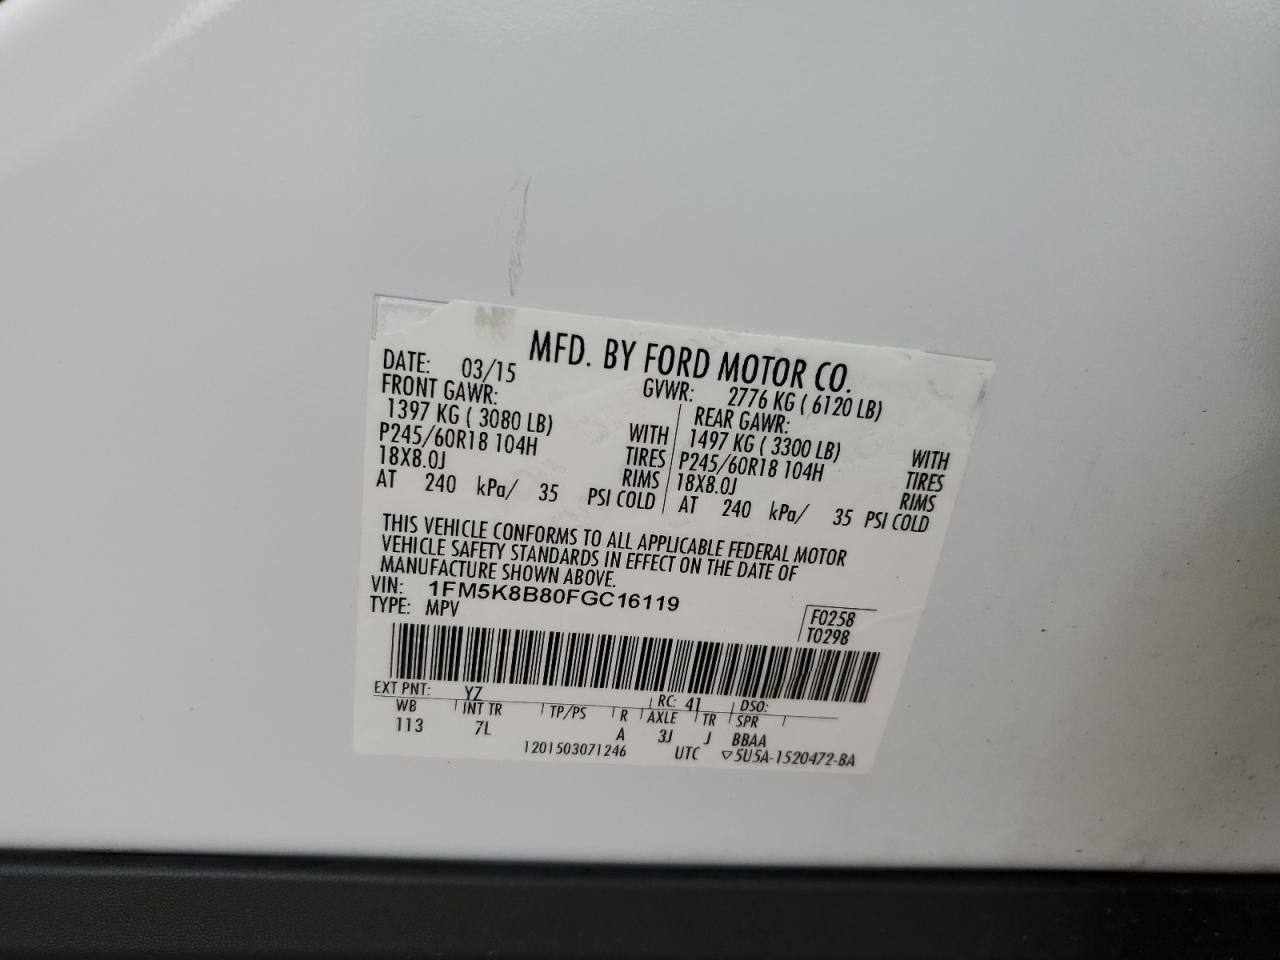 MFD. BY FORD MOTOR CO.
DATE: 03/15 GVWR: 2776 KG ( 6120 LB)
FRONT GAWR: REAR GAWR:
1397 KG ( 3080 LB) WITH 1497 KG ( 3300 LB) WITH
P245/60R18 104H TIRES P245/60R18 104H TIRES
18X8.0J RIMS 18X8.0J RIMS
AT 240 kPa/ 35 PSI COLD AT 240 kPa/ 35 PSI COLD
THIS VEHICLE CONFORMS TO ALL APPLICABLE FEDERAL MOTOR
VEHICLE SAFETY STANDARDS IN EFFECT ON THE DATE OF
MANUFACTURE SHOWN ABOVE.
VIN: 1FM5K8B80FGC16119
TYPE: MPV F0258
T0298
EXT PNT: YZ RC: 41 DSO:
WB INT TR TP/PS R AXLE TR SPR
113 7L A 3J J BBAA
1201503071246 UTC ▽5U5A-1520472-BA